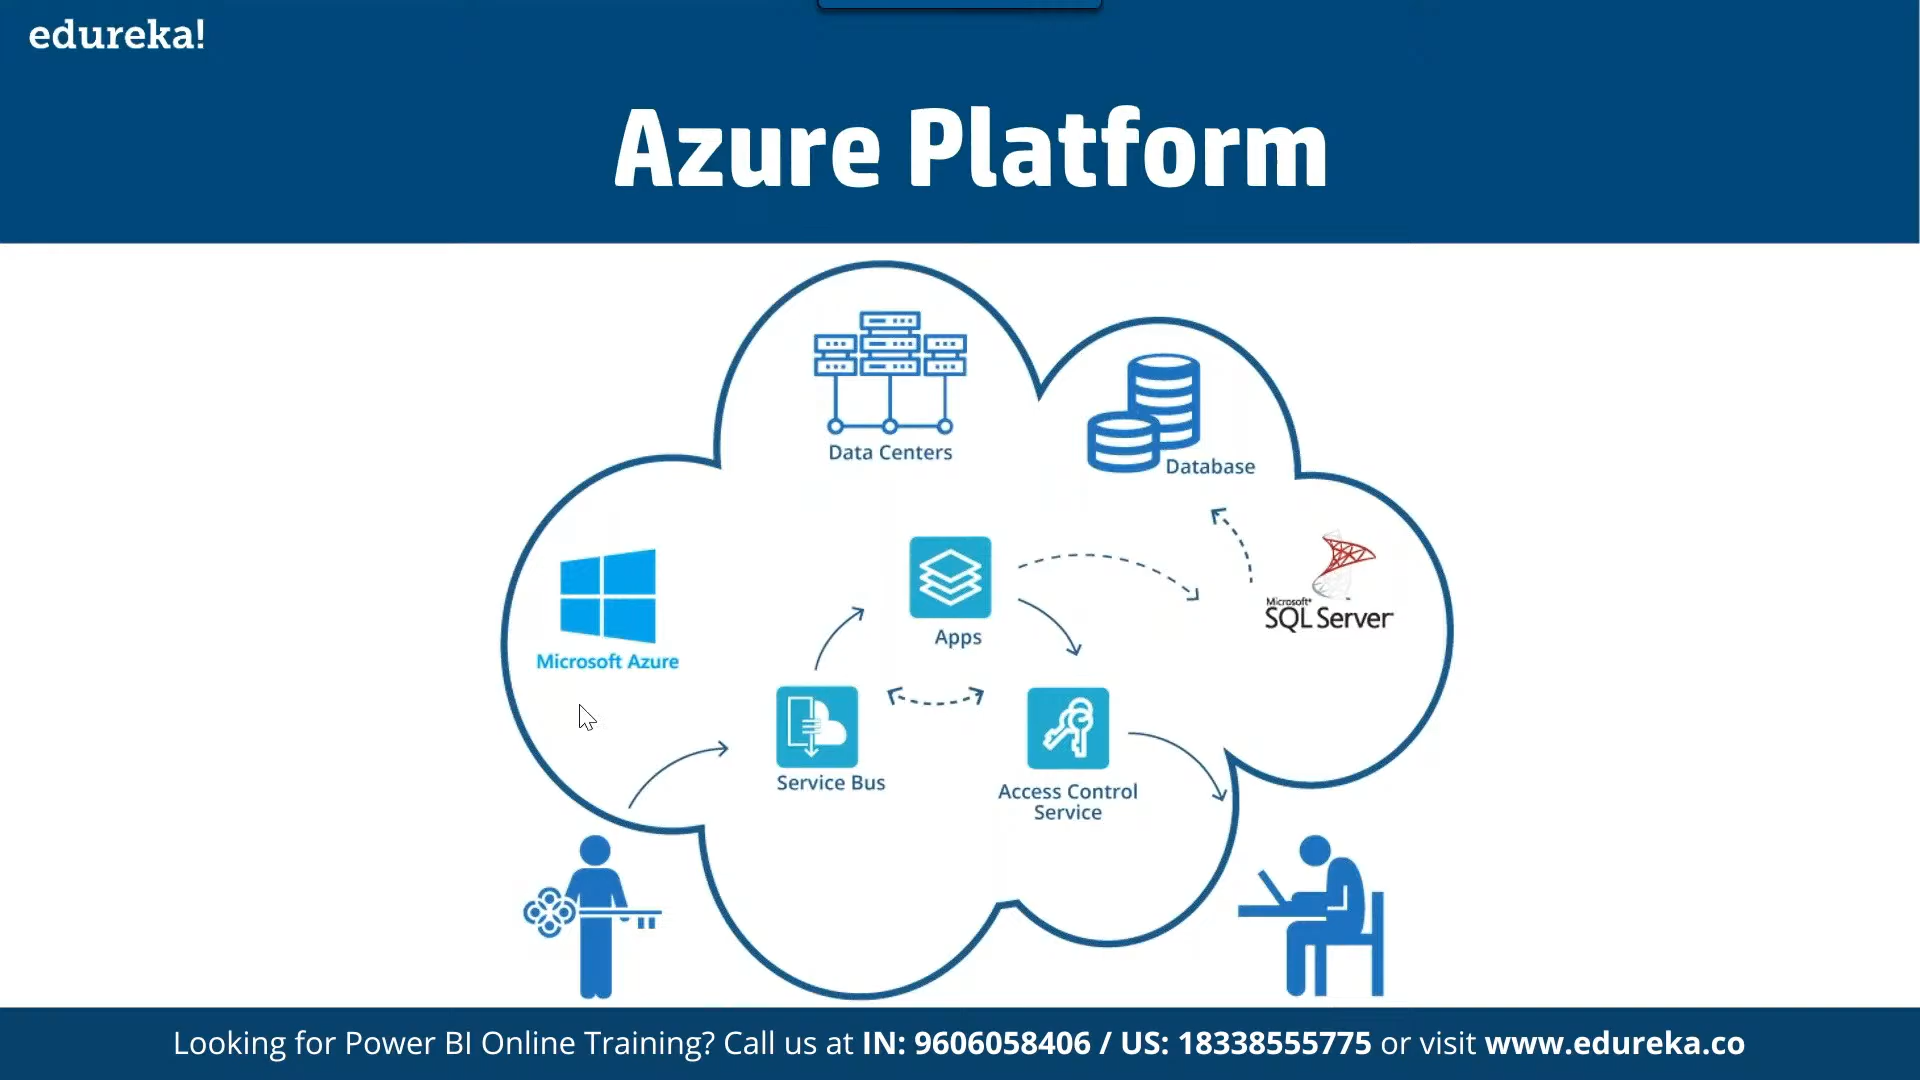 edureka!
Azure Platform
Data Centers
Database
Microsoft Azure
Apps
Microsoft®
SQL Server
Service Bus
Access Control
Service
Looking for Power BI Online Training? Call us at IN: 9606058406 / US: 18338555775 or visit www.edureka.co